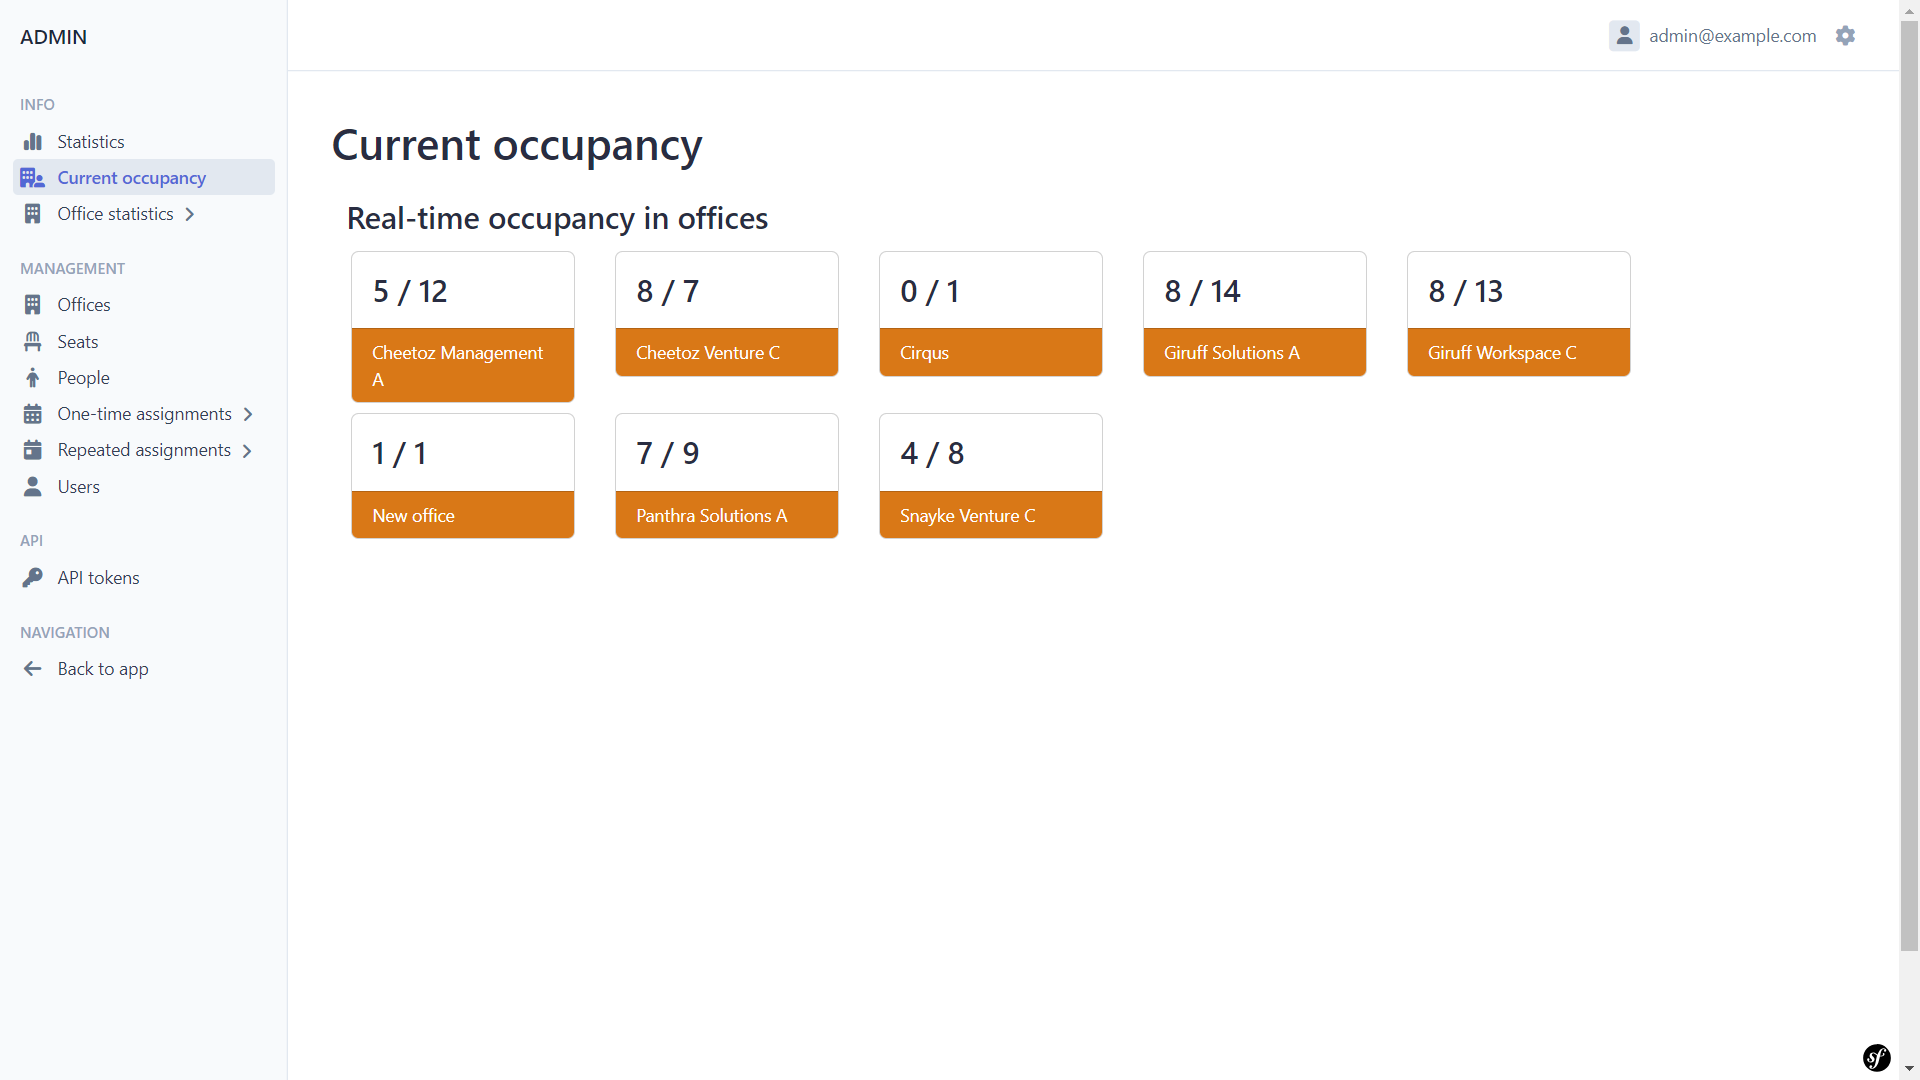 ADMIN
admin@example.com
INFO
Statistics
Current occupancy
Office statistics
MANAGEMENT
Offices
Seats
People
One-time assignments
Repeated assignments
Users
API
API tokens
NAVIGATION
Back to app
Current occupancy
Real-time occupancy in offices
5 / 12
Cheetoz Management
A
8 / 7
Cheetoz Venture C
0 / 1
Cirqus
8 / 14
Giruff Solutions A
8 / 13
Giruff Workspace C
1 / 1
New office
7 / 9
Panthra Solutions A
4 / 8
Snayke Venture C
sf